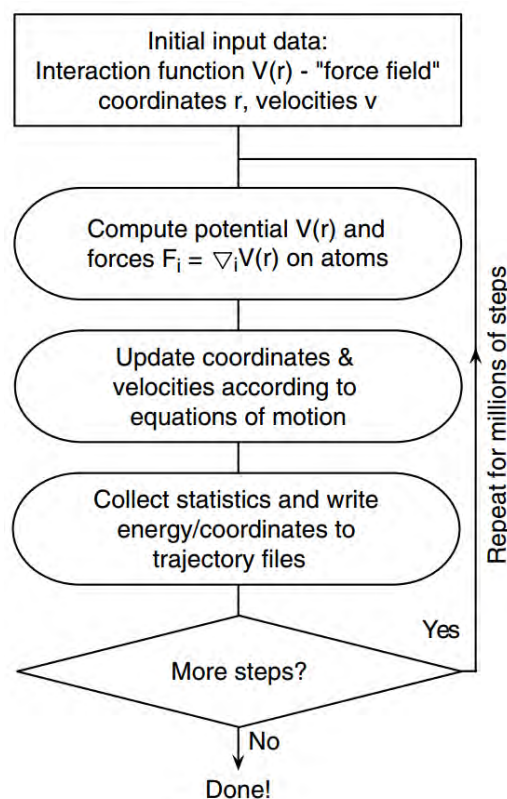 Initial input data:
Interaction function V(r) - "force field"
coordinates r, velocities v
Compute potential V(r) and
forces Fᵢ = ∇ᵢV(r) on atoms
Update coordinates &
velocities according to
equations of motion
Collect statistics and write
energy/coordinates to
trajectory files
More steps?
Yes
Repeat for millions of steps
No
Done!